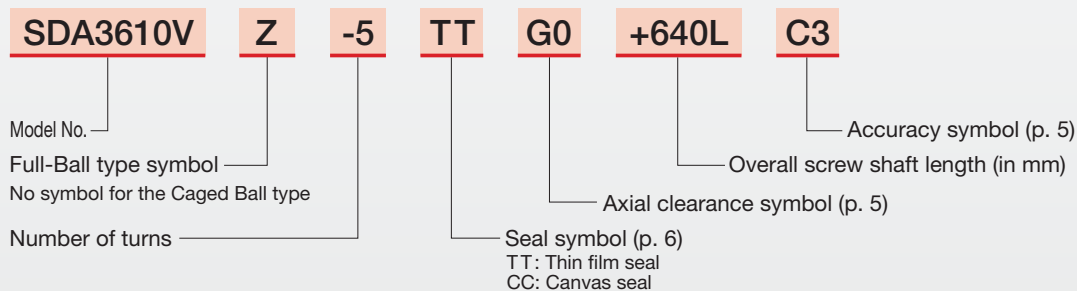 SDA3610V Z -5 TT G0 +640L C3
Model No.
Accuracy symbol (p. 5)
Full-Ball type symbol
Overall screw shaft length (in mm)
No symbol for the Caged Ball type
Axial clearance symbol (p. 5)
Number of turns
Seal symbol (p. 6)
TT: Thin film seal
CC: Canvas seal